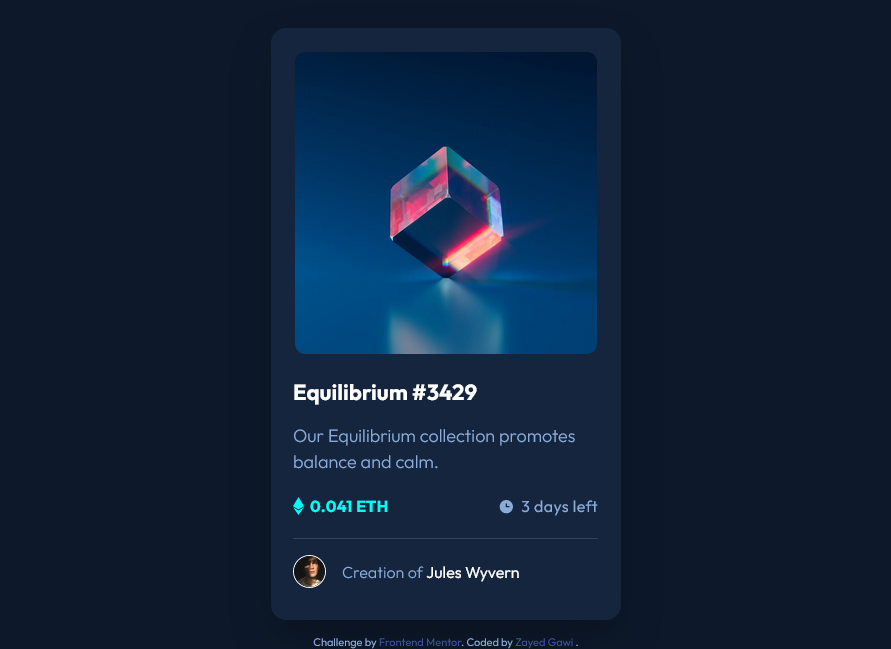 Equilibrium #3429
Our Equilibrium collection promotes
balance and calm.
0.041 ETH
3 days left
Creation of Jules Wyvern
Challenge by Frontend Mentor. Coded by Zayed Gawi .